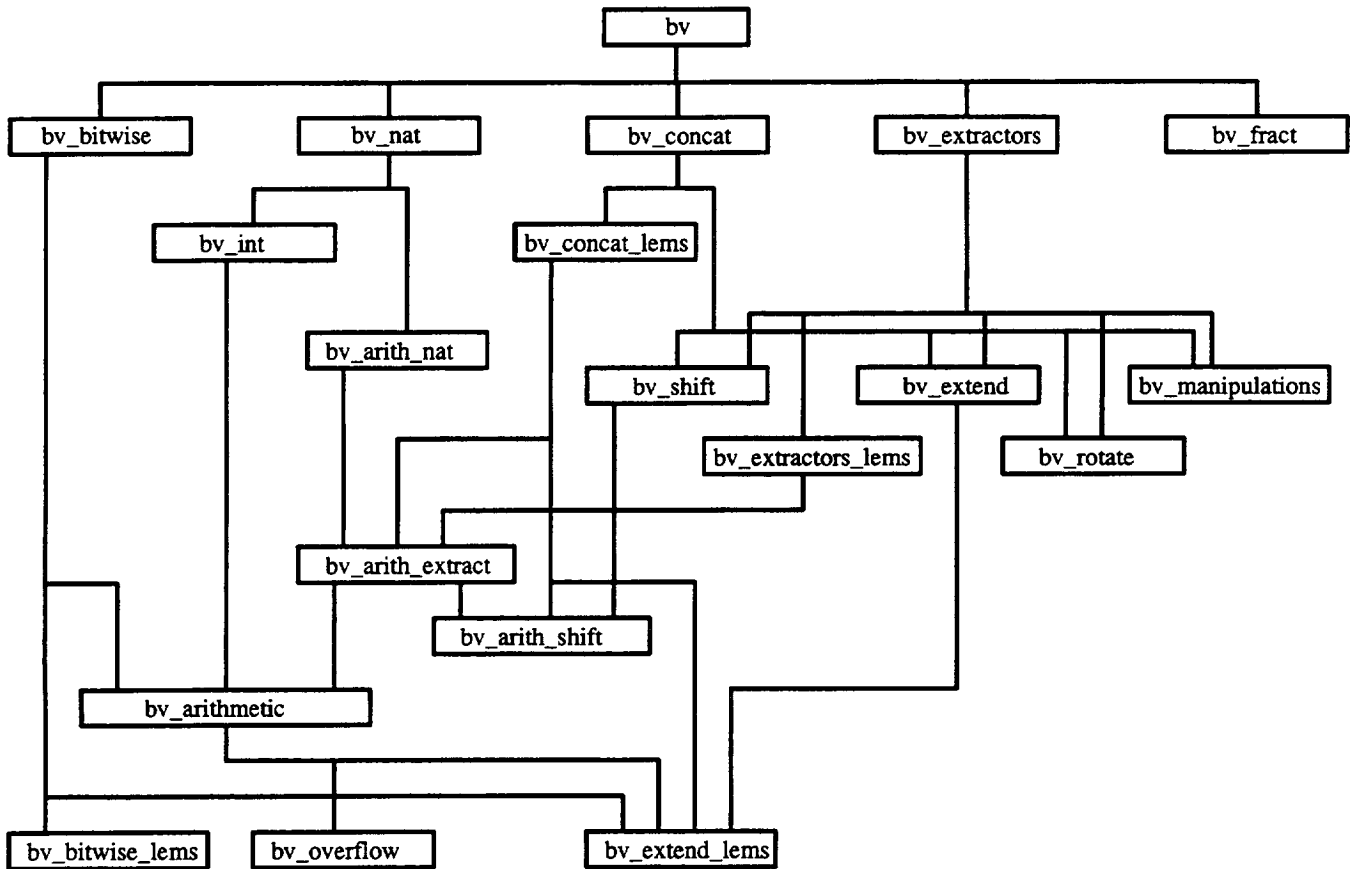 bv
bv_bitwise
bv_nat
bv_concat
bv_extractors
bv_fract
bv_int
bv_concat_lems
bv_arith_nat
bv_shift
bv_extend
bv_manipulations
bv_extractors_lems
bv_rotate
bv_arith_extract
bv_arith_shift
bv_arithmetic
bv_bitwise_lems
bv_overflow
bv_extend_lems